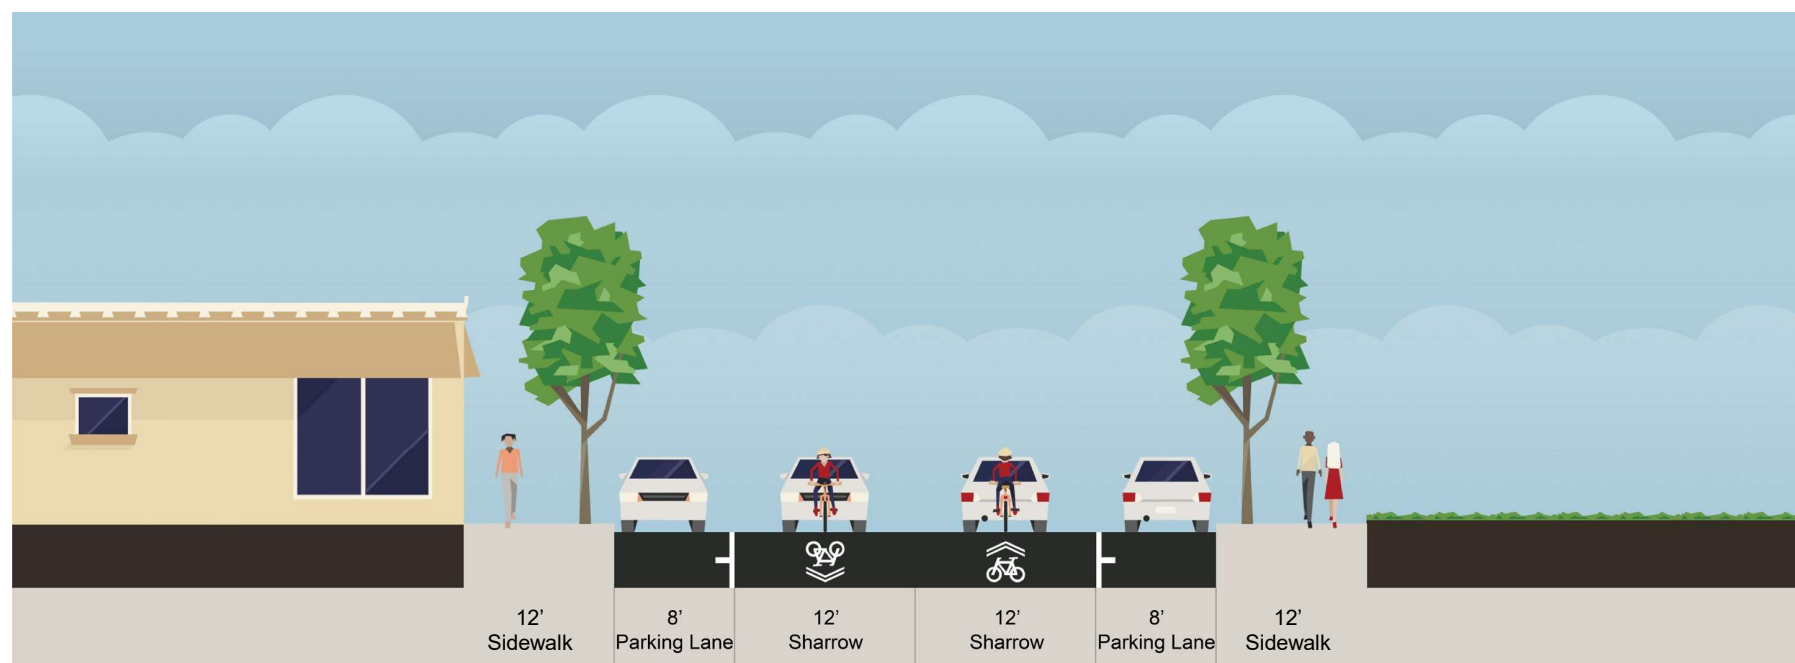 12’
Sidewalk
8’
Parking Lane
12’
Sharrow
12’
Sharrow
8’
Parking Lane
12’
Sidewalk